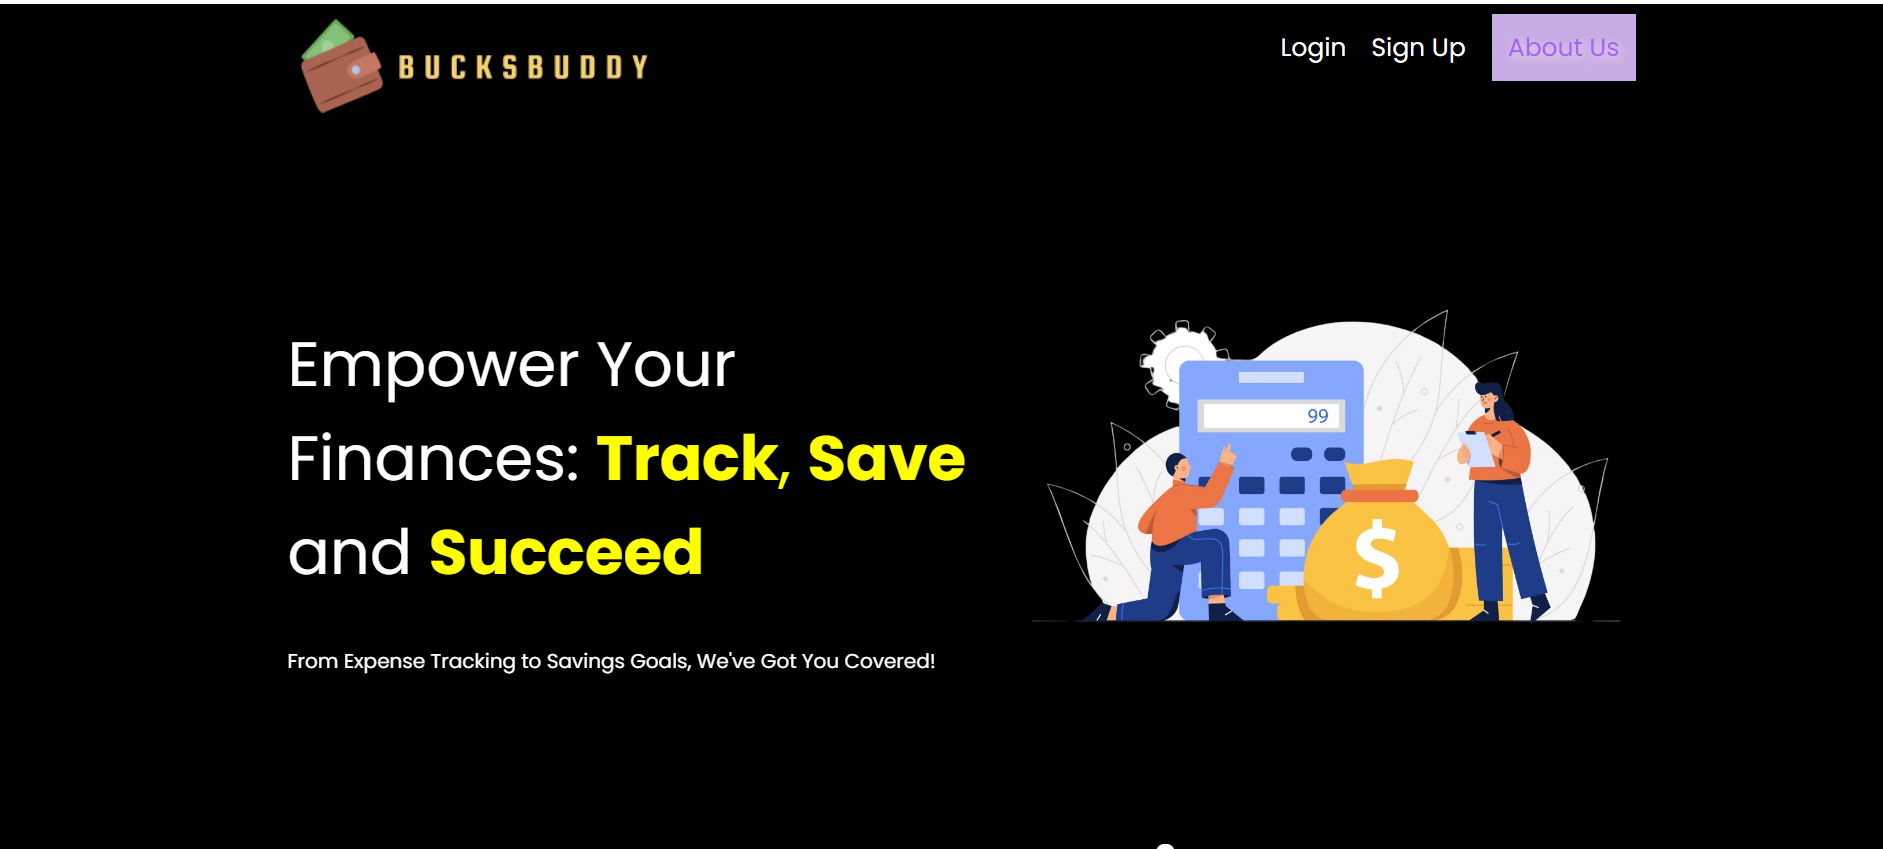 BUCKSBUDDY
Login Sign Up About Us
Empower Your
Finances: Track, Save
and Succeed
From Expense Tracking to Savings Goals, We've Got You Covered!
99
$